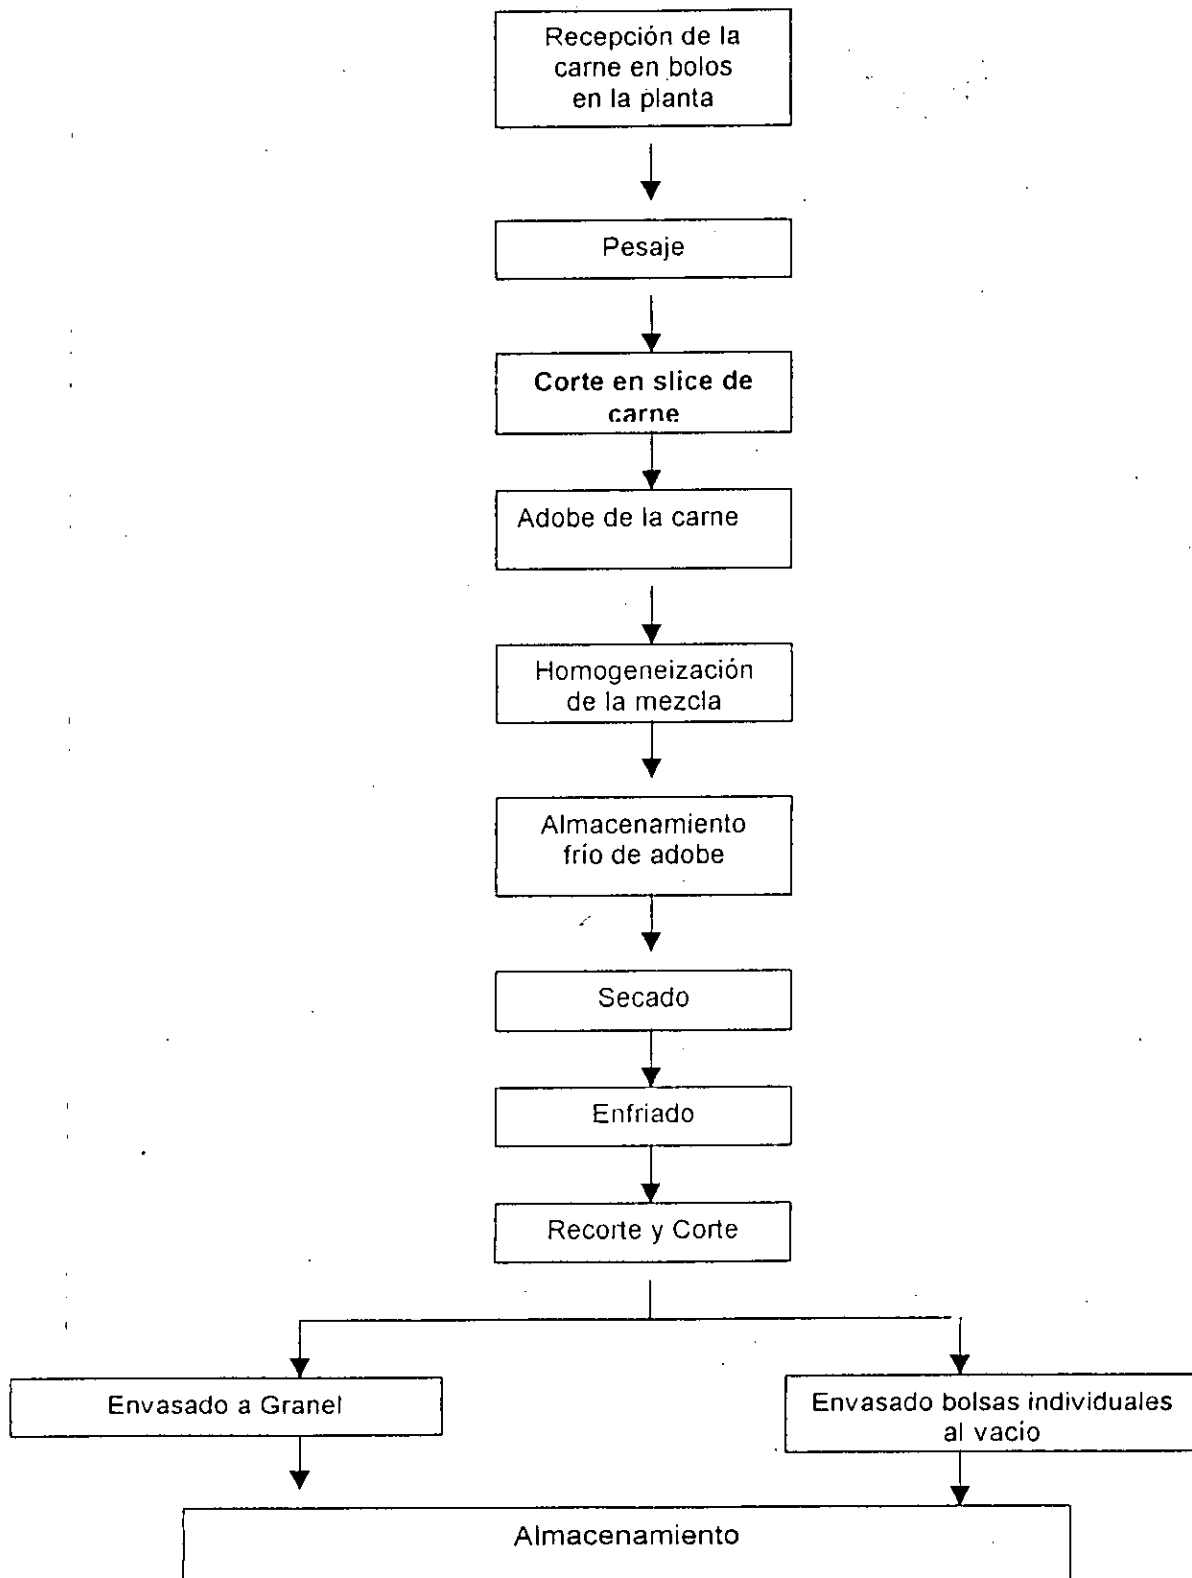 Recepción de la
carne en bolos
en la planta
Pesaje
Corte en slice de
carne
Adobe de la carne
Homogeneización
de la mezcla
Almacenamiento
frío de adobe
Secado
Enfriado
Recorte y Corte
Envasado a Granel
Envasado bolsas individuales
al vacio
Almacenamiento